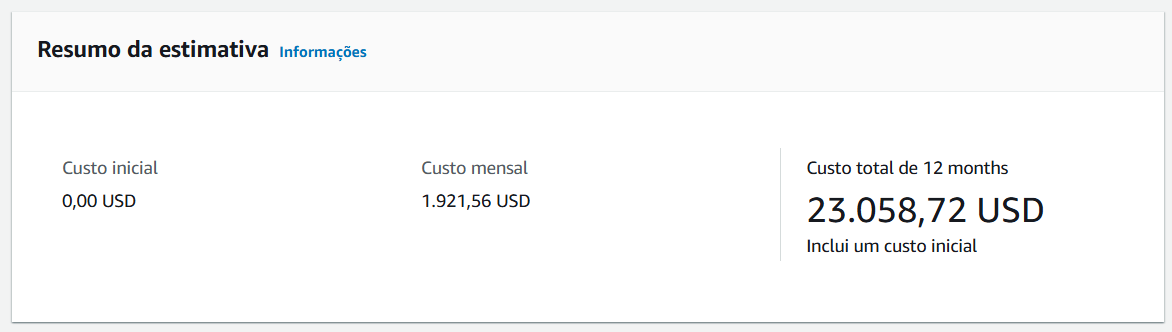 Resumo da estimativa Informações
Custo inicial
0,00 USD
Custo mensal
1.921,56 USD
Custo total de 12 months
23.058,72 USD
Inclui um custo inicial